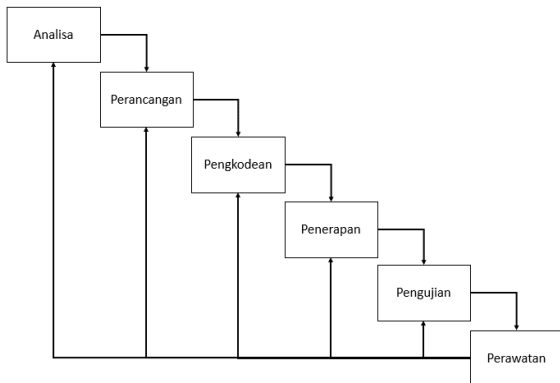 Analisa
Perancangan
Pengkodean
Penerapan
Pengujian
Perawatan